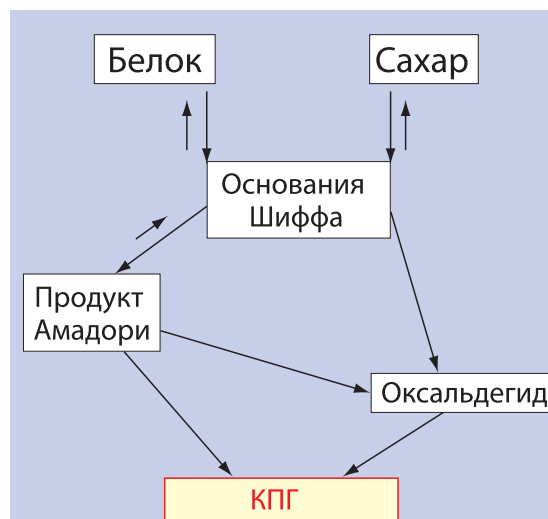 Белок
Сахар
Основания
Шиффа
Продукт
Амадори
Оксальдегид
КПГ